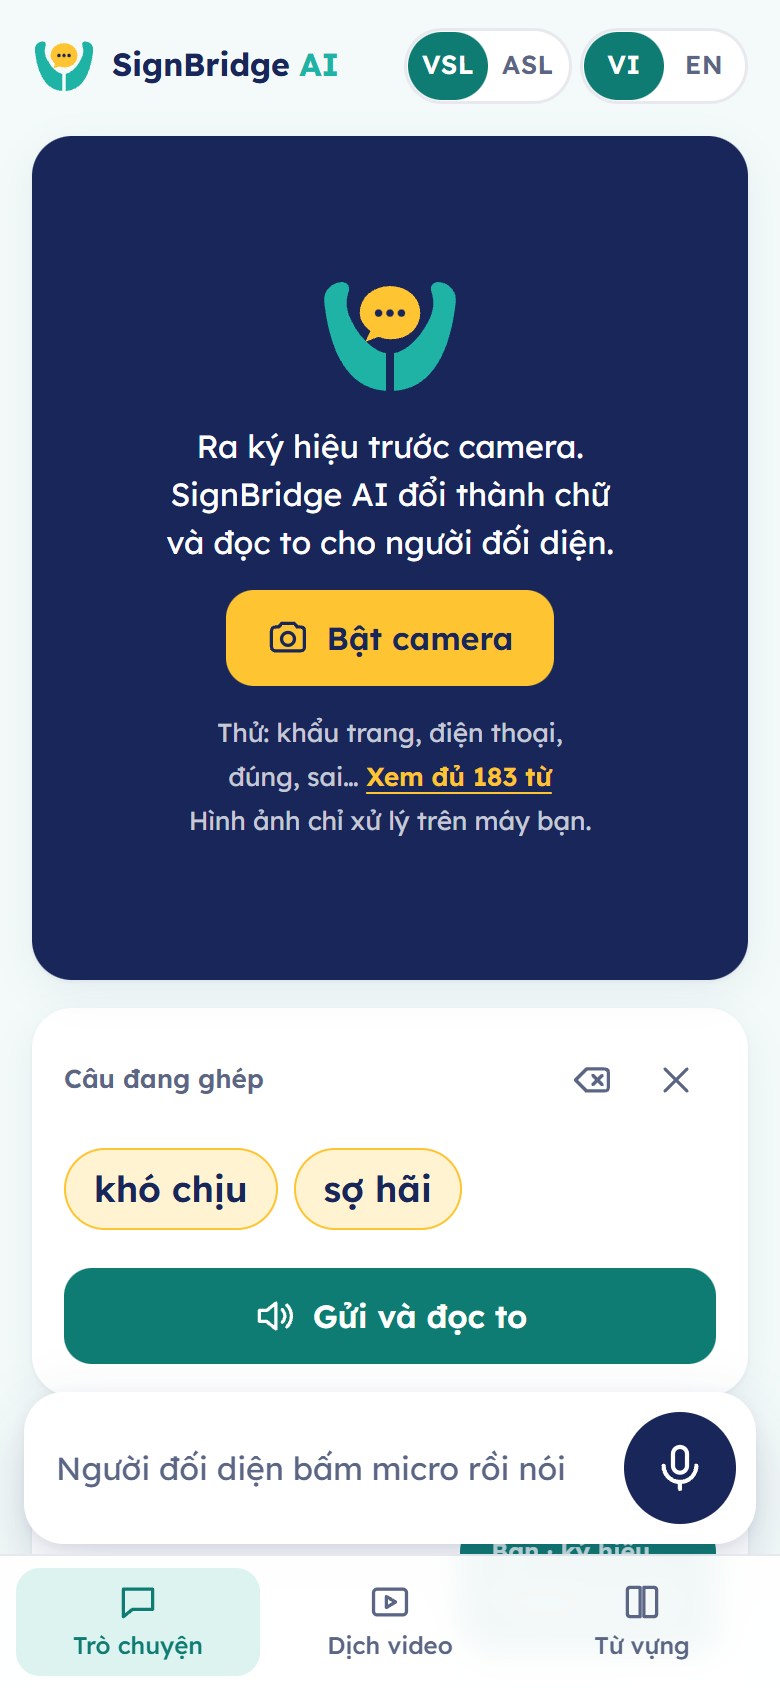 SignBridge AI
VSL ASL VI EN
Ra ký hiệu trước camera.
SignBridge AI đổi thành chữ
và đọc to cho người đối diện.
Bật camera
Thử: khẩu trang, điện thoại,
đúng, sai... Xem đủ 183 từ
Hình ảnh chỉ xử lý trên máy bạn.
Câu đang ghép
khó chịu sợ hãi
Gửi và đọc to
Người đối diện bấm micro rồi nói
Bạn · ký hiệu
Trò chuyện Dịch video Từ vựng